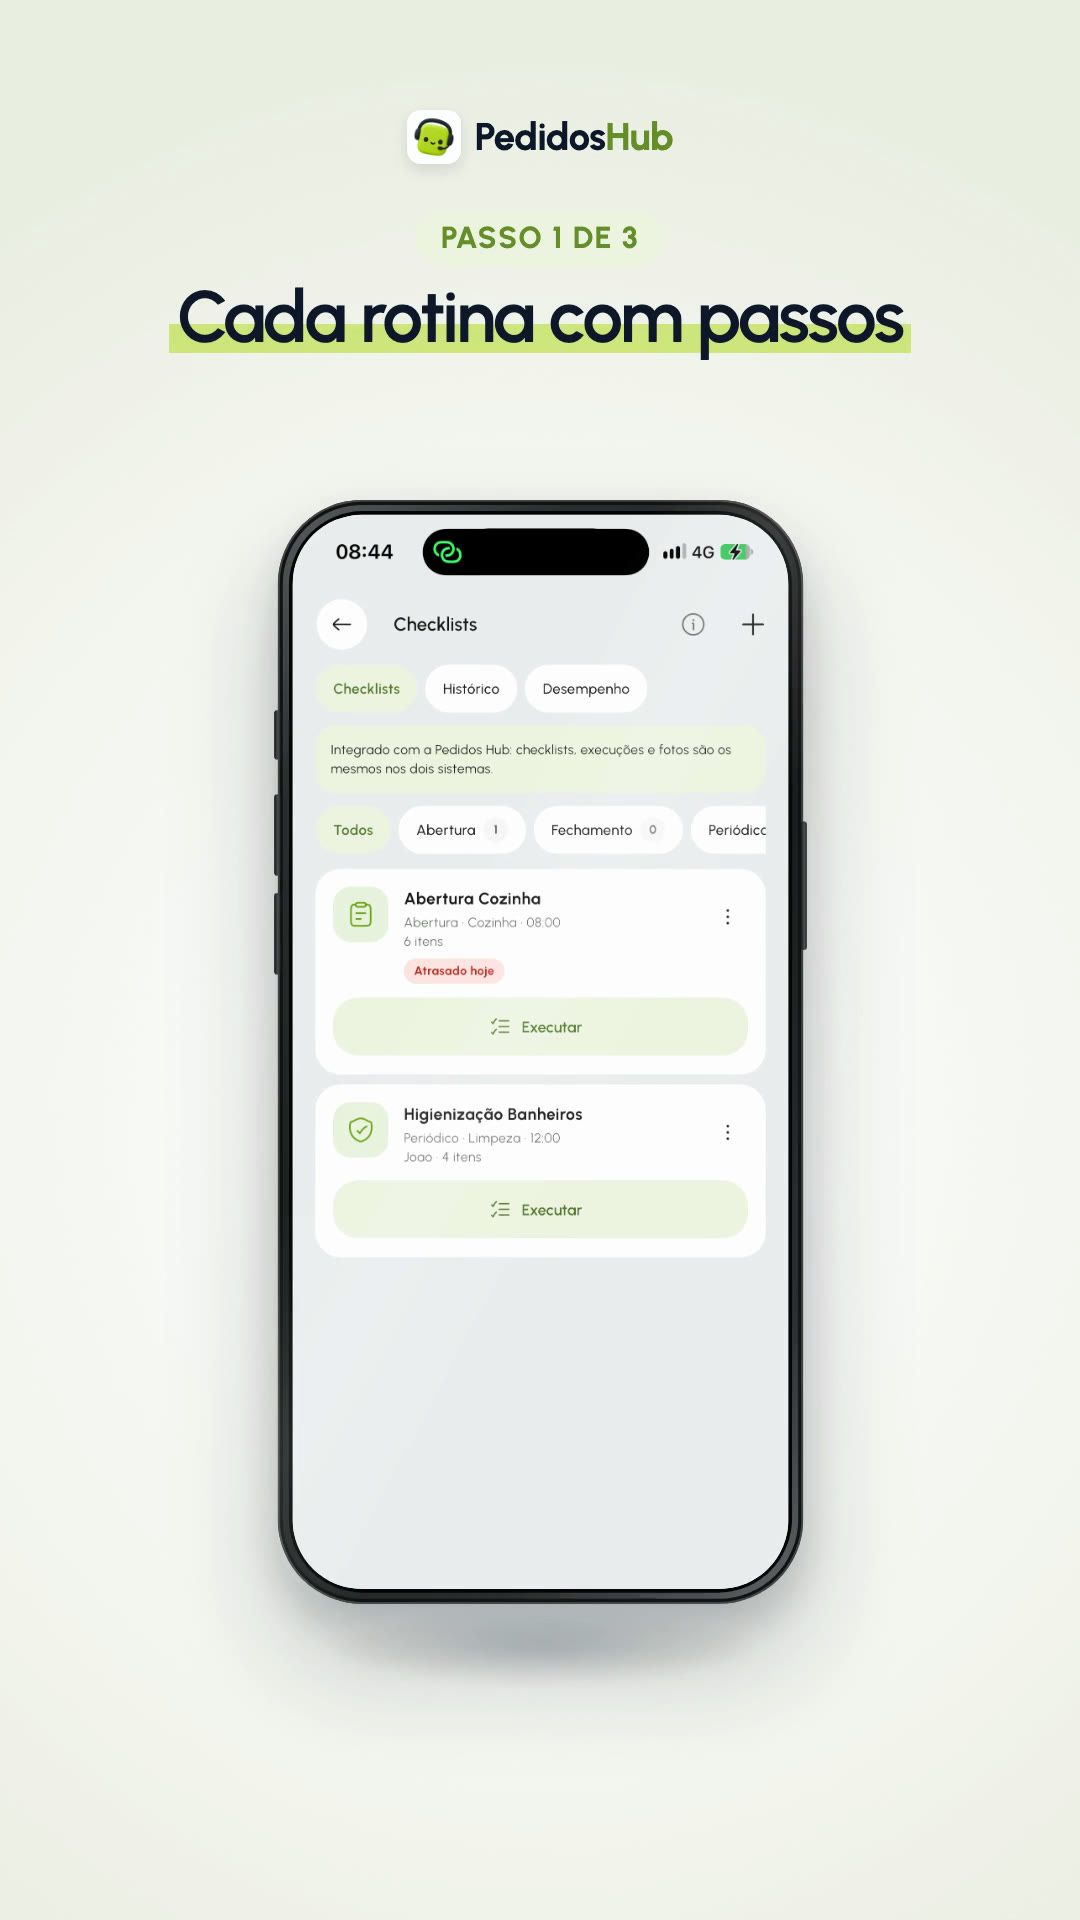 PedidosHub
PASSO 1 DE 3
Cada rotina com passos
08:44
4G
Checklists
Checklists
Histórico
Desempenho
Integrado com a Pedidos Hub: checklists, execuções e fotos são os
mesmos nos dois sistemas.
Todos
Abertura 1
Fechamento 0
Periódico
Abertura Cozinha
Abertura · Cozinha · 08:00
6 itens
Atrasado hoje
Executar
Higienização Banheiros
Periódico · Limpeza · 12:00
Joao · 4 itens
Executar